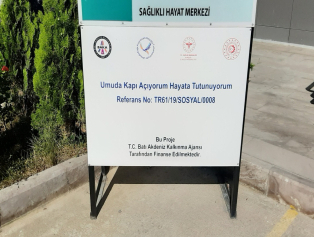 SAĞLIKLI HAYAT MERKEZİ
Umuda Kapı Açıyorum Hayata Tutunuyorum
Referans No: TR61/19/SOSYAL/0008
Bu Proje
T.C. Batı Akdeniz Kalkınma Ajansı
Tarafından Finanse Edilmektedir.